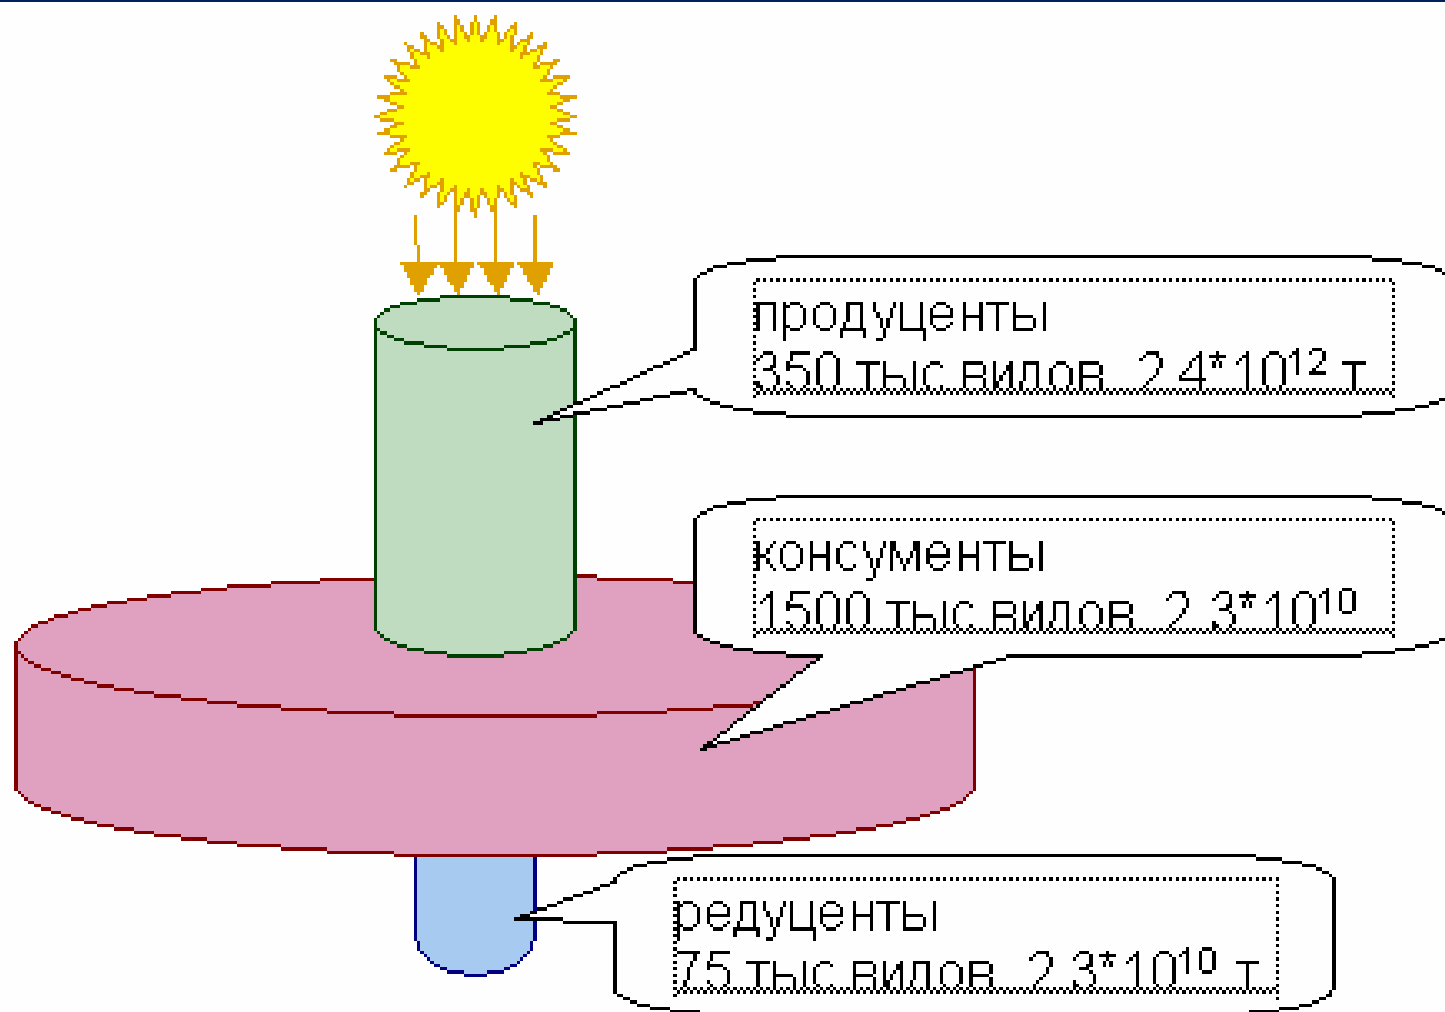 продуценты
350 тыс.видов 2.4*10¹² т
консументы
1500 тыс.видов 2.3*10¹⁰
редуценты
75 тыс.видов 2.3*10¹⁰ т